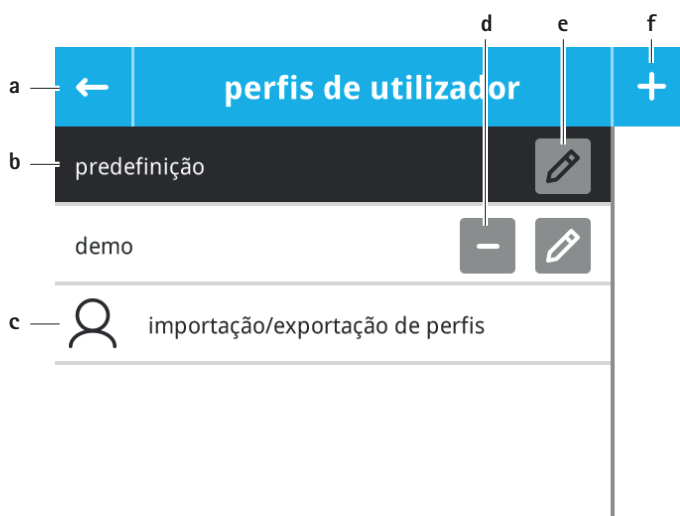 d e f
a perfis de utilizador
b predefinição
demo
c importação/exportação de perfis